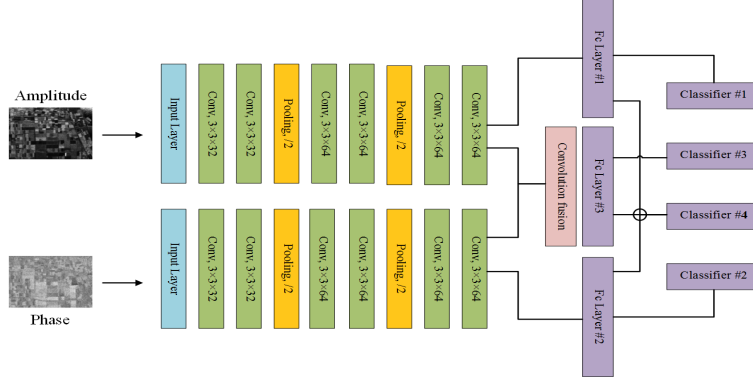 Amplitude
Input Layer
Conv, 3×3×32
Conv, 3×3×32
Pooling, /2
Conv, 3×3×64
Conv, 3×3×64
Pooling, /2
Conv, 3×3×64
Conv, 3×3×64
Input Layer
Conv, 3×3×32
Conv, 3×3×32
Pooling, /2
Conv, 3×3×64
Conv, 3×3×64
Pooling, /2
Conv, 3×3×64
Conv, 3×3×64
Phase
Convolution fusion
Fc Layer #1
Fc Layer #3
Fc Layer #2
Classifier #1
Classifier #3
Classifier #4
Classifier #2